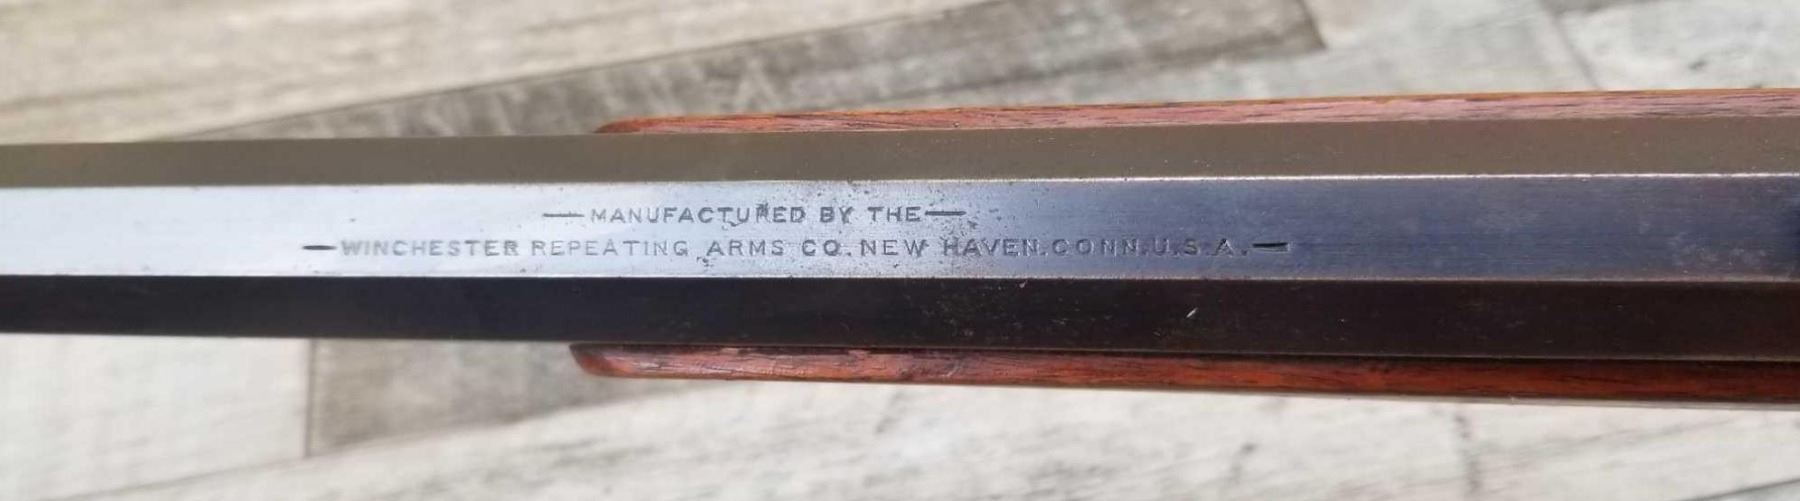 —MANUFACTURED BY THE—
—WINCHESTER REPEATING ARMS CO. NEW HAVEN. CONN. U.S.A.—